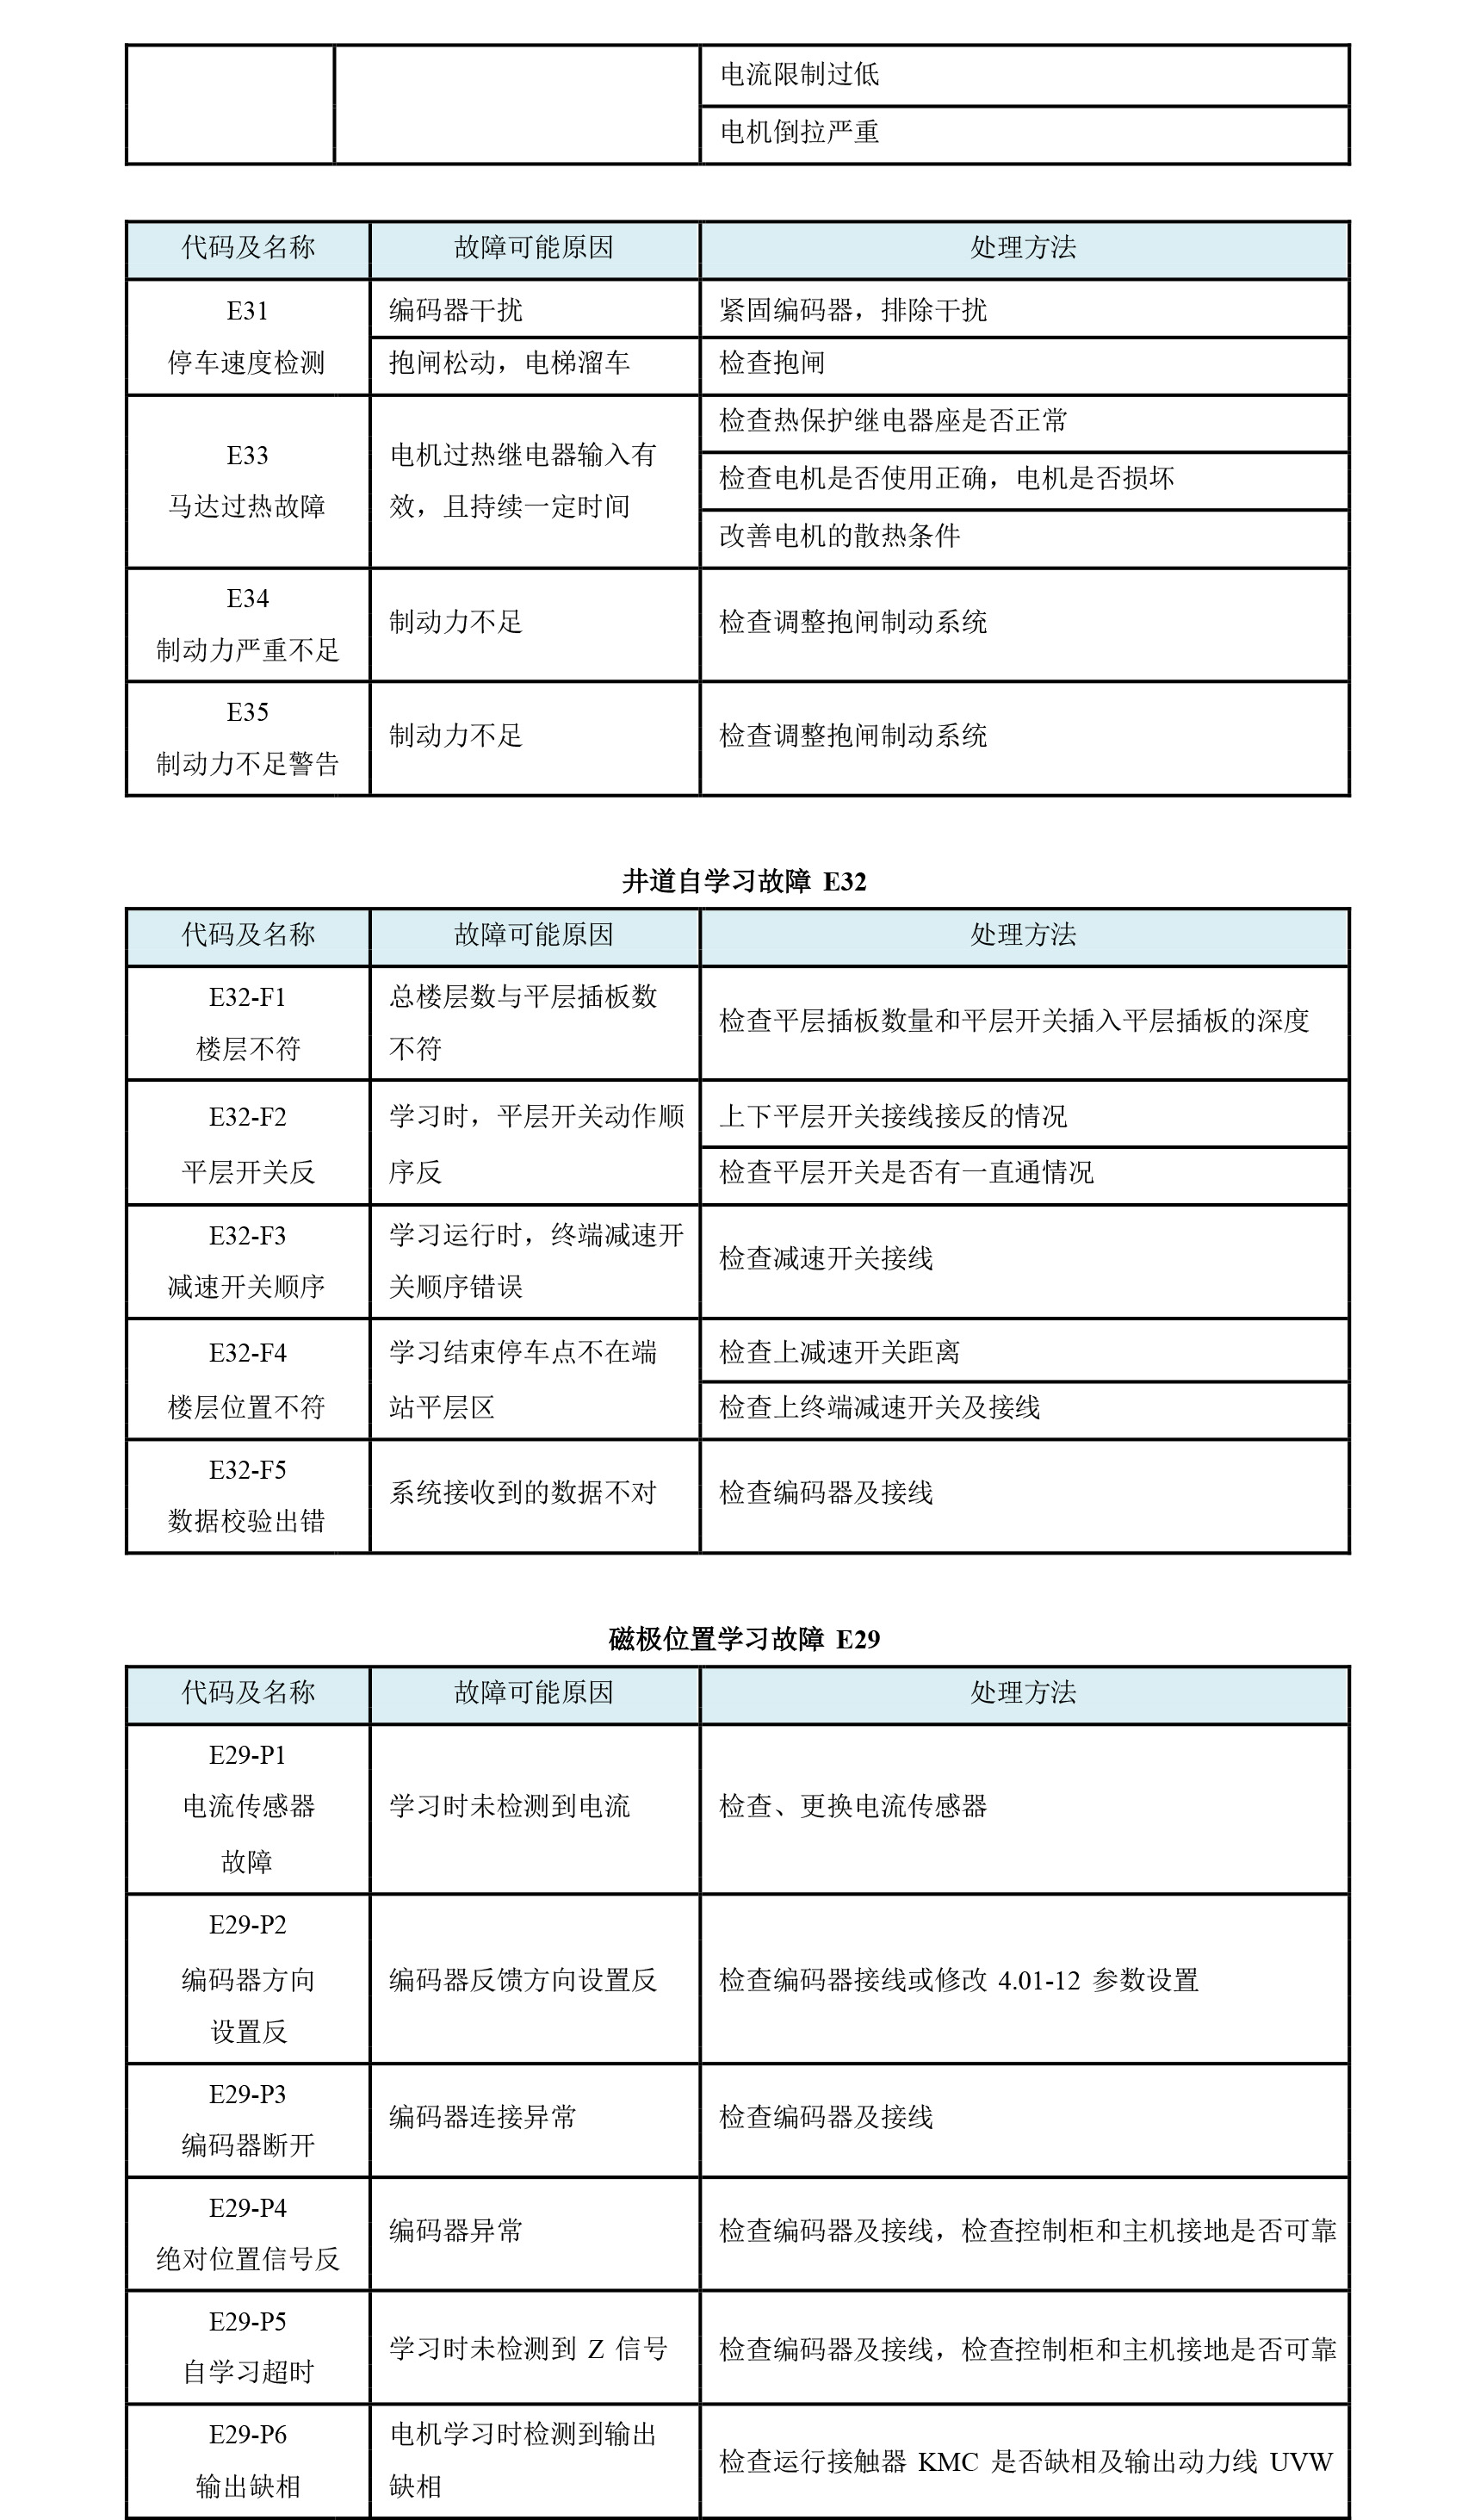 电流限制过低
电机倒拉严重
代码及名称 故障可能原因 处理方法
E31
停车速度检测
编码器干扰
紧固编码器，排除干扰
抱闸松动，电梯溜车
检查抱闸
E33
马达过热故障
电机过热继电器输入有
效，且持续一定时间
检查热保护继电器座是否正常
检查电机是否使用正确，电机是否损坏
改善电机的散热条件
E34
制动力严重不足
制动力不足
检查调整抱闸制动系统
E35
制动力不足警告
制动力不足
检查调整抱闸制动系统
井道自学习故障 E32
代码及名称 故障可能原因 处理方法
E32-F1
楼层不符
总楼层数与平层插板数
不符
检查平层插板数量和平层开关插入平层插板的深度
E32-F2
平层开关反
学习时，平层开关动作顺
序反
上下平层开关接线接反的情况
检查平层开关是否有一直通情况
E32-F3
减速开关顺序
学习运行时，终端减速开
关顺序错误
检查减速开关接线
E32-F4
楼层位置不符
学习结束停车点不在端
站平层区
检查上减速开关距离
检查上终端减速开关及接线
E32-F5
数据校验出错
系统接收到的数据不对
检查编码器及接线
磁极位置学习故障 E29
代码及名称 故障可能原因 处理方法
E29-P1
电流传感器
故障
学习时未检测到电流
检查、更换电流传感器
E29-P2
编码器方向
设置反
编码器反馈方向设置反
检查编码器接线或修改 4.01-12 参数设置
E29-P3
编码器断开
编码器连接异常
检查编码器及接线
E29-P4
绝对位置信号反
编码器异常
检查编码器及接线，检查控制柜和主机接地是否可靠
E29-P5
自学习超时
学习时未检测到 Z 信号
检查编码器及接线，检查控制柜和主机接地是否可靠
E29-P6
输出缺相
电机学习时检测到输出
缺相
检查运行接触器 KMC 是否缺相及输出动力线 UVW